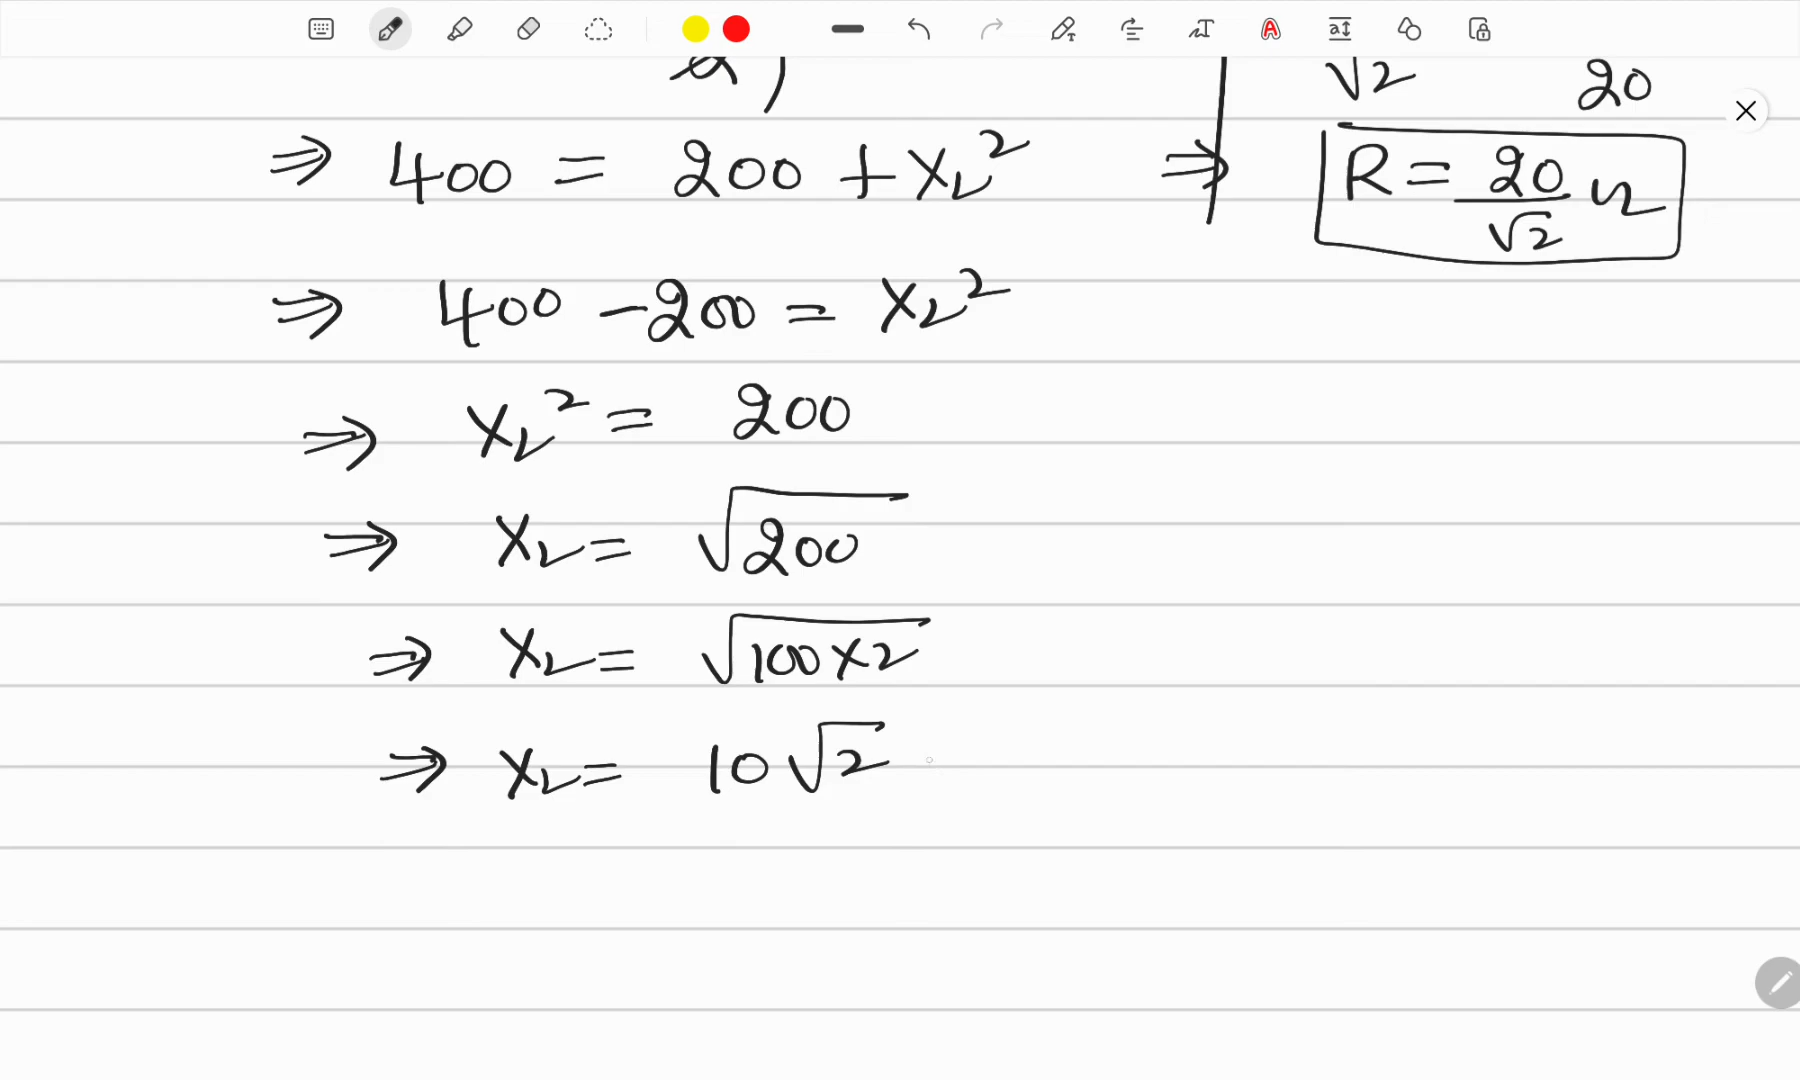 √2 20
⇒ 400 = 200 + X_L² ⇒ R = 20/√2 Ω
⇒ 400 - 200 = X_L²
⇒ X_L² = 200
⇒ X_L = √200
⇒ X_L = √100×2
⇒ X_L = 10√2